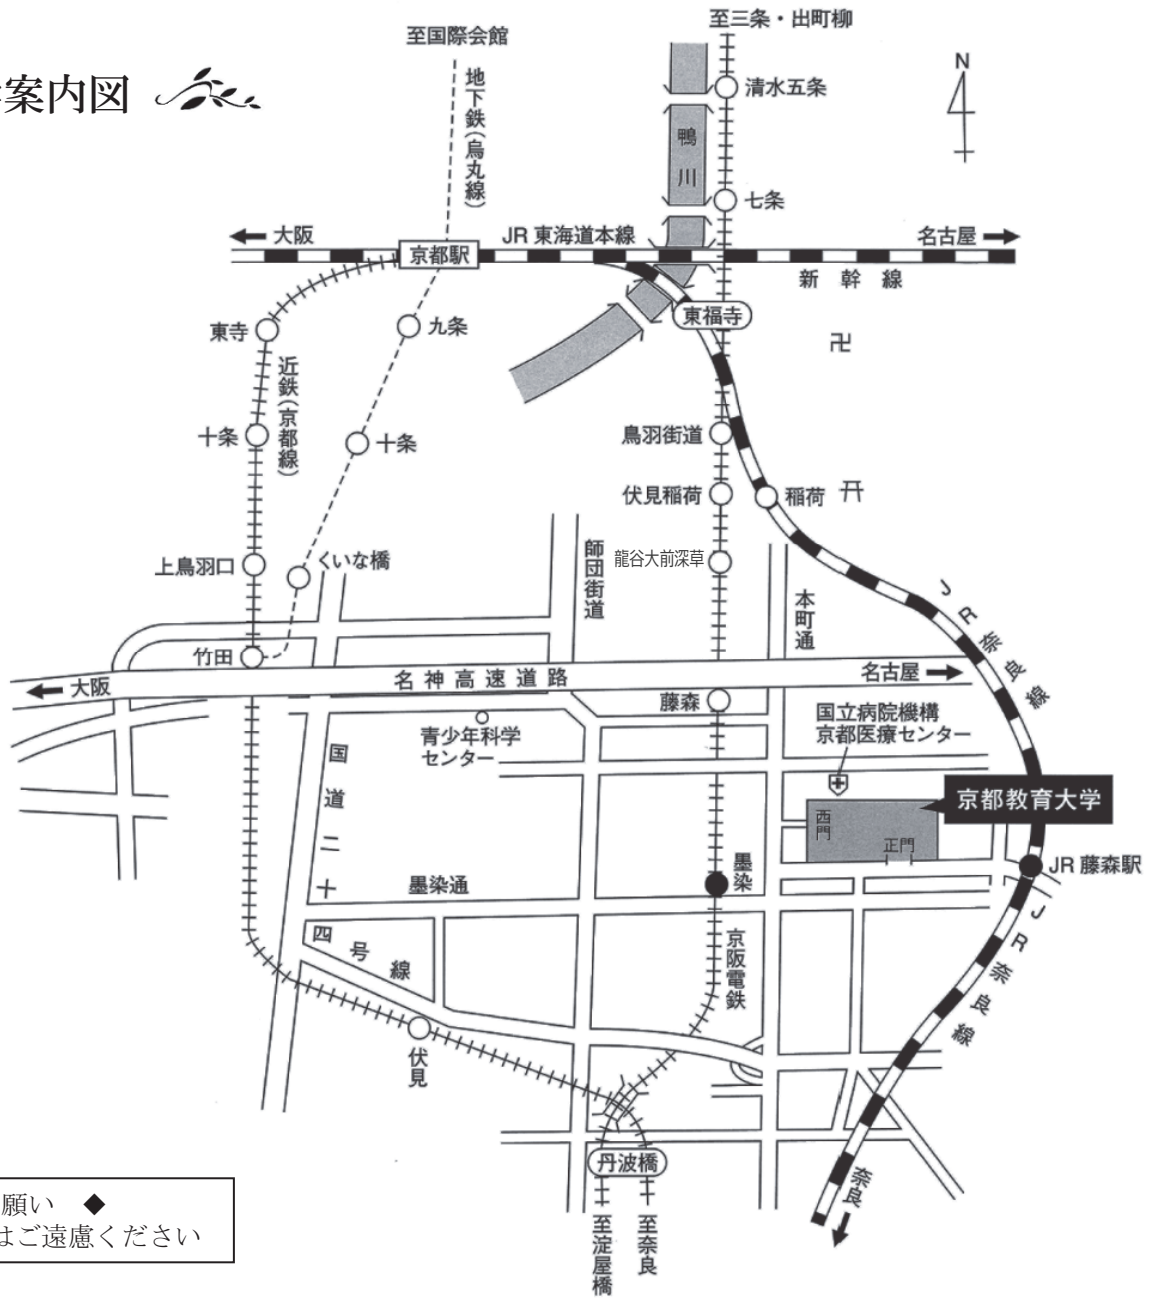 案内図
至国際会館
至三条・出町柳
地下鉄(烏丸線)
清水五条
N
鴨川
七条
大阪
JR 東海道本線
名古屋
京都駅
新幹線
東寺
九条
東福寺
卍
近鉄(京都線)
十条
十条
鳥羽街道
伏見稲荷
稲荷
上鳥羽口
くいな橋
師団街道
龍谷大前深草
本町通
JR奈良線
竹田
大阪
名神高速道路
名古屋
藤森
国立病院機構
京都医療センター
青少年科学
センター
国道二十四号線
京都教育大学
西門
正門
墨染
JR 藤森駅
墨染通
京阪電鉄
JR奈良線
伏見
丹波橋
奈良
至淀屋橋
至奈良
願い ◆
はご遠慮ください